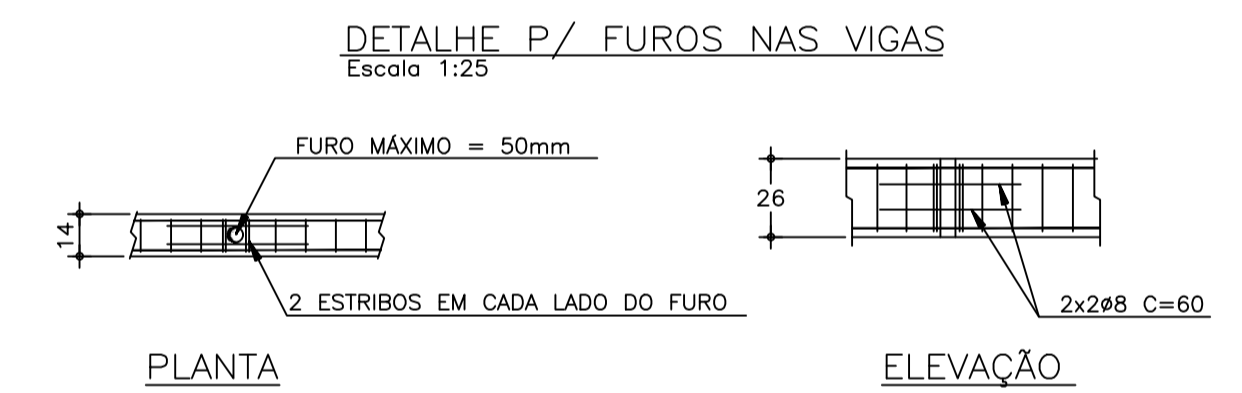 DETALHE P/ FUROS NAS VIGAS
Escala 1:25
FURO MÁXIMO = 50mm
14
2 ESTRIBOS EM CADA LADO DO FURO
PLANTA
26
2x2ø8 C=60
ELEVAÇÃO